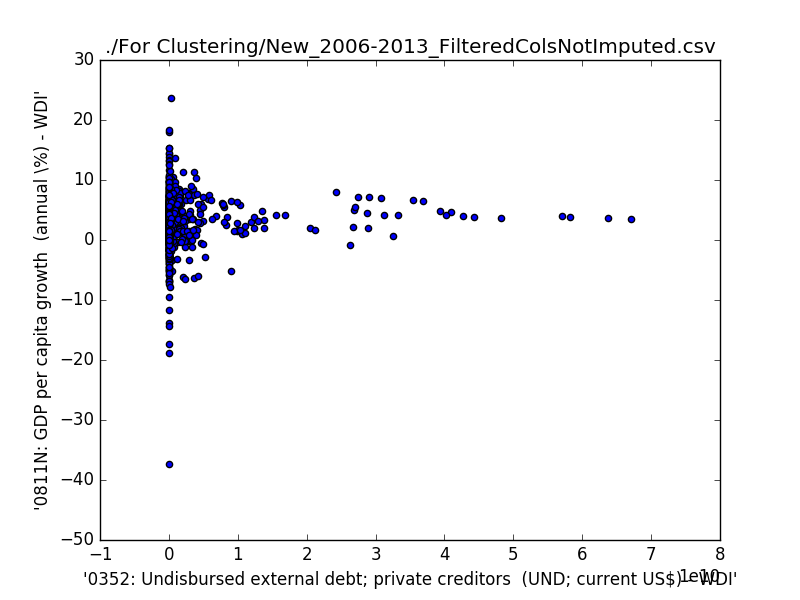 ./For Clustering/New_2006-2013_FilteredColsNotImputed.csv
30
20
10
0
−10
−20
−30
−40
−50
'0811N: GDP per capita growth  (annual \%) - WDI'
−1 0 1 2 3 4 5 6 7 8
1e10
'0352: Undisbursed external debt; private creditors  (UND; current US$) - WDI'